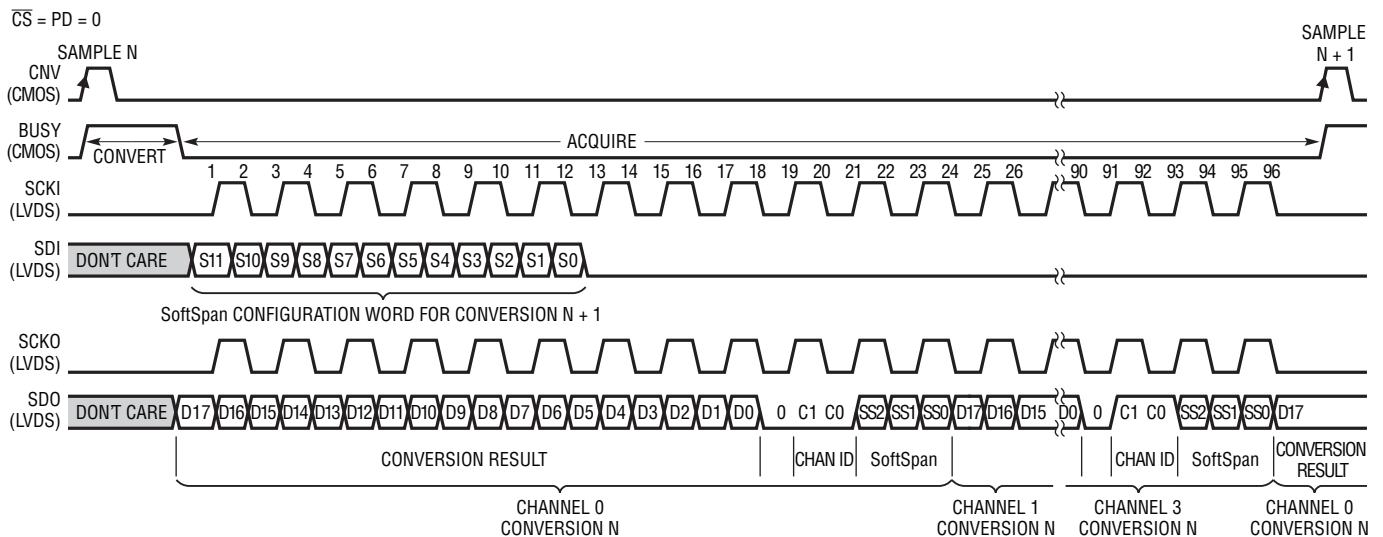 CS = PD = 0
SAMPLE N
SAMPLE
N + 1
CNV
(CMOS)
BUSY
(CMOS)
CONVERT
ACQUIRE
1 2 3 4 5 6 7 8 9 10 11 12 13 14 15 16 17 18 19 20 21 22 23 24 25 26 90 91 92 93 94 95 96
SCKI
(LVDS)
SDI
(LVDS)
DON'T CARE S11 S10 S9 S8 S7 S6 S5 S4 S3 S2 S1 S0
SoftSpan CONFIGURATION WORD FOR CONVERSION N + 1
SCKO
(LVDS)
SDO
(LVDS)
DON'T CARE D17 D16 D15 D14 D13 D12 D11 D10 D9 D8 D7 D6 D5 D4 D3 D2 D1 D0 0 C1 C0 SS2 SS1 SS0 D17 D16 D15 D0 0 C1 C0 SS2 SS1 SS0 D17
CONVERSION RESULT
CHAN ID
SoftSpan
CHAN ID
SoftSpan
CONVERSION
RESULT
CHANNEL 0
CONVERSION N
CHANNEL 1
CONVERSION N
CHANNEL 3
CONVERSION N
CHANNEL 0
CONVERSION N